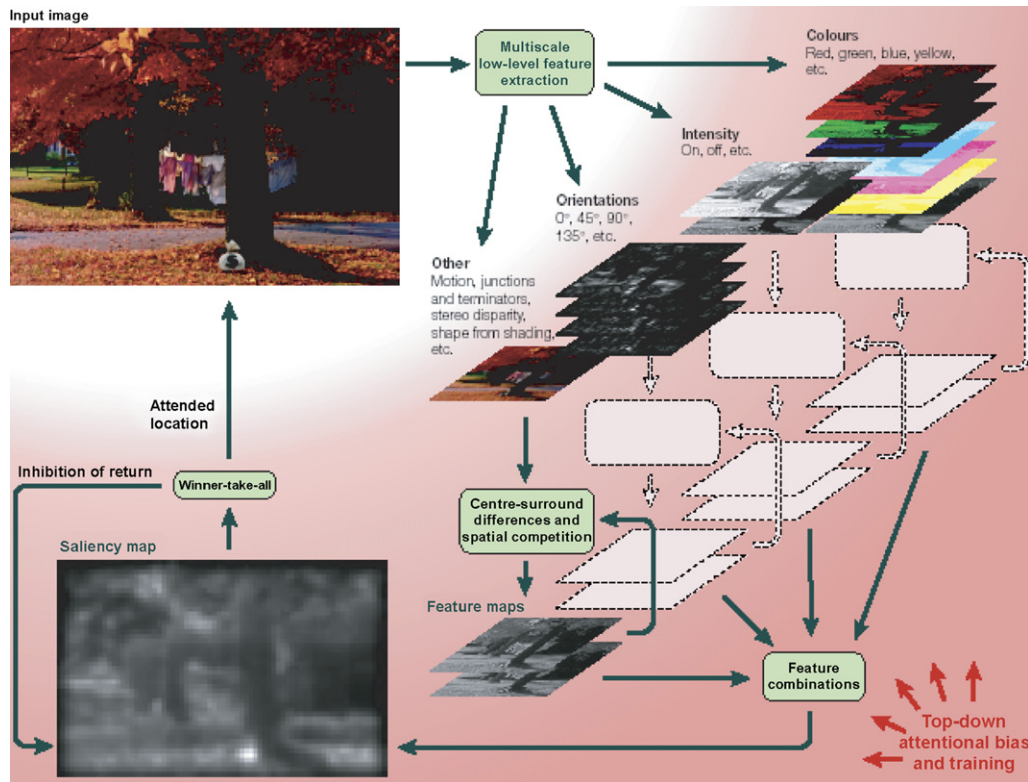 Input image
Multiscale
low-level feature
extraction
Colours
Red, green, blue, yellow,
etc.
Intensity
On, off, etc.
Orientations
0°, 45°, 90°,
135°, etc.
Other
Motion, junctions
and terminators,
stereo disparity,
shape from shading,
etc.
Attended
location
Inhibition of return
Winner-take-all
Centre-surround
differences and
spatial competition
Saliency map
Feature maps
Feature
combinations
Top-down
attentional bias
and training